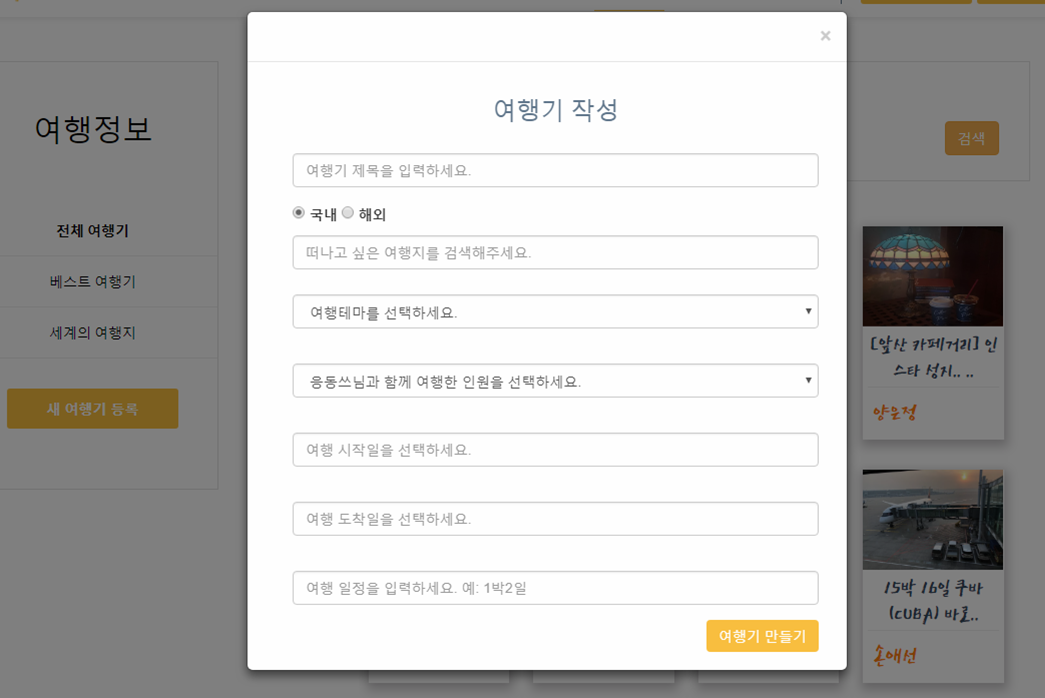 ×
여행기 작성
여행기 제목을 입력하세요.
국내 해외
떠나고 싶은 여행지를 검색해주세요.
여행테마를 선택하세요.
응동쓰님과 함께 여행한 인원을 선택하세요.
여행 시작일을 선택하세요.
여행 도착일을 선택하세요.
여행 일정을 입력하세요. 예: 1박2일
여행기 만들기
여행정보
전체 여행기
베스트 여행기
세계의 여행지
새 여행기 등록
검색
[앞산 카페거리] 인
스타 성지.. ..
양윤정
15박 16일 쿠바
(CUBA) 바로..
손애선